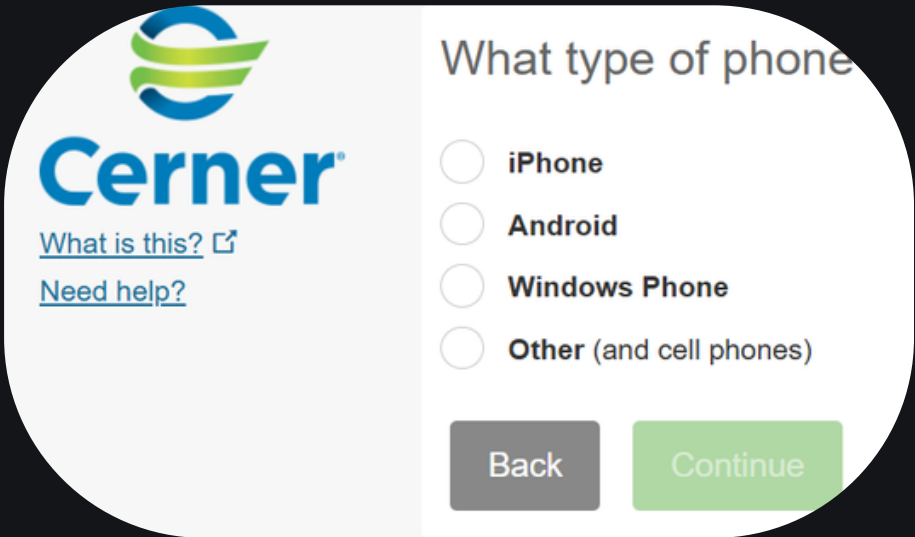 Cerner®
What is this?
Need help?
What type of phone
iPhone
Android
Windows Phone
Other (and cell phones)
Back
Continue